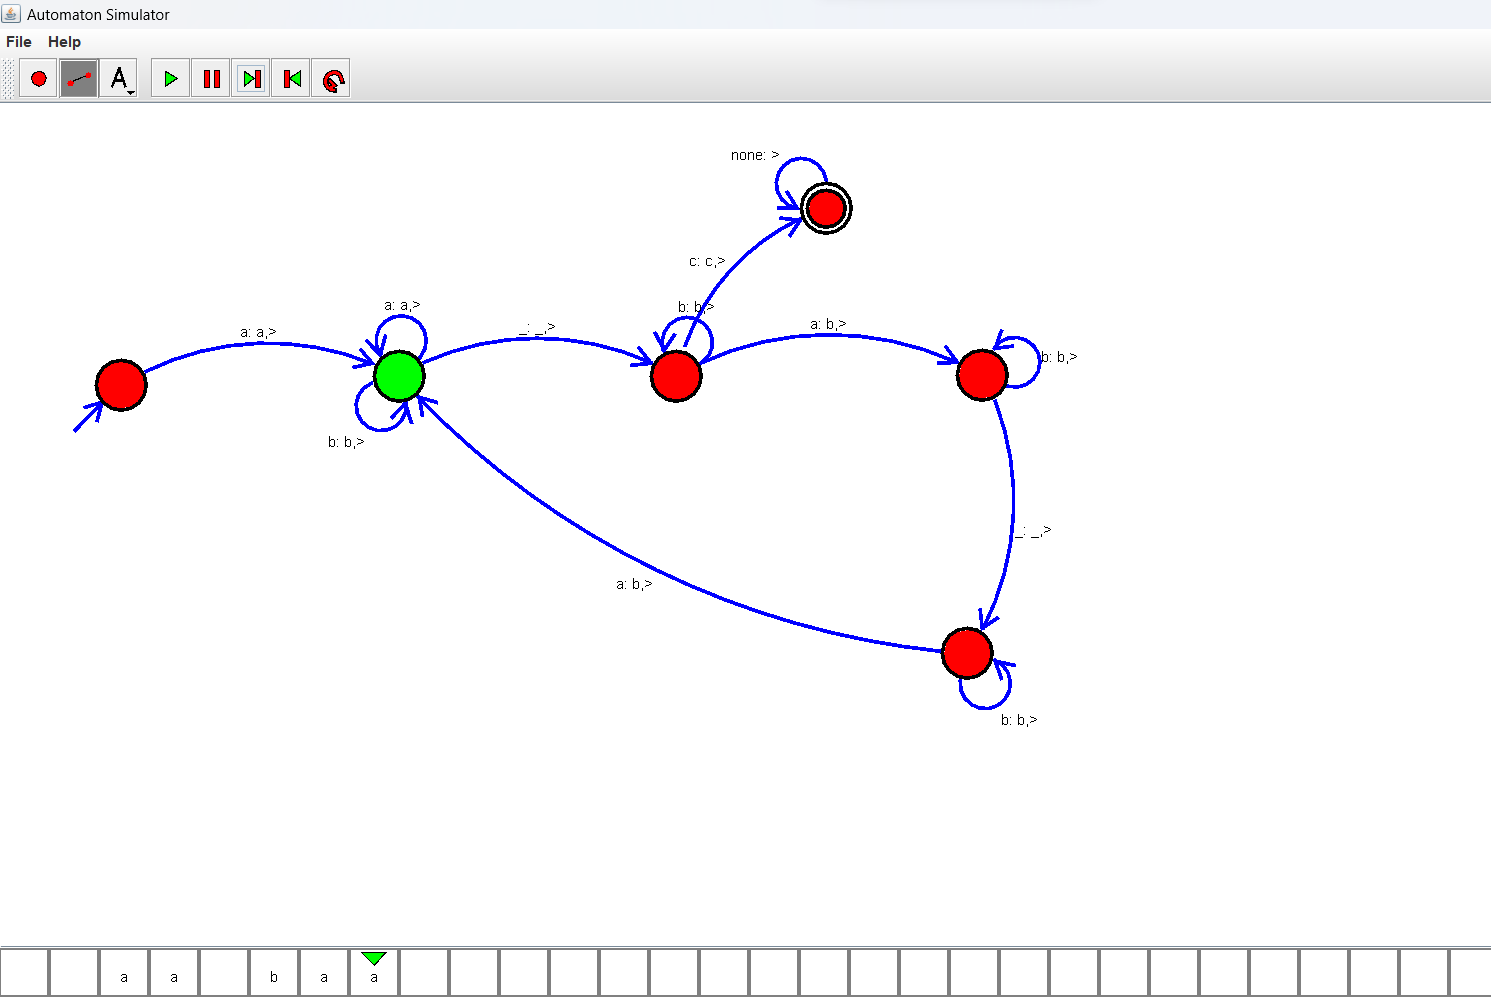 Automaton Simulator
File Help
A
none: >
c: c,>
a: a,>
b: b,>
a: a,>
_: _,>
a: b,>
b: b,>
b: b,>
_: _,>
a: b,>
b: b,>
a a b a a